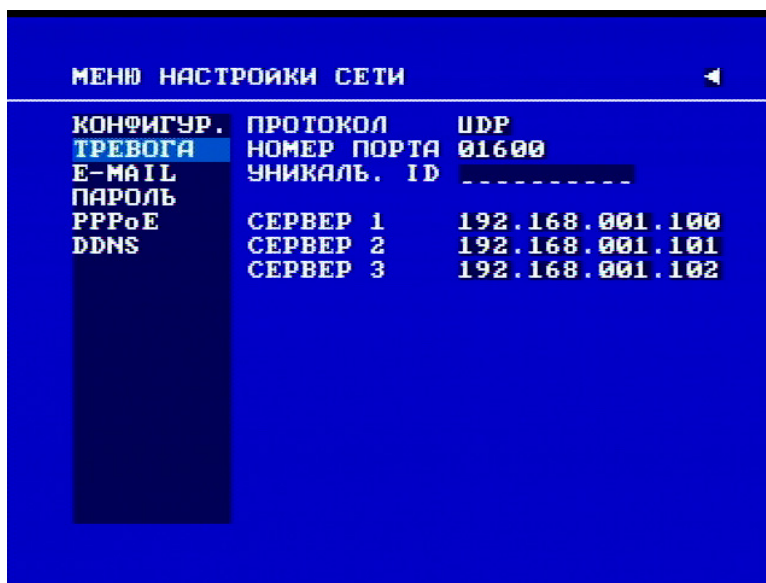 МЕНЮ НАСТРОЙКИ СЕТИ
КОНФИГУР. ПРОТОКОЛ UDP
ТРЕВОГА НОМЕР ПОРТА 01600
E-MAIL УНИКАЛЬ. ID _ _ _ _ _ _ _ _ _ _
ПАРОЛЬ
PPPoE СЕРВЕР 1 192.168.001.100
DDNS СЕРВЕР 2 192.168.001.101
СЕРВЕР 3 192.168.001.102